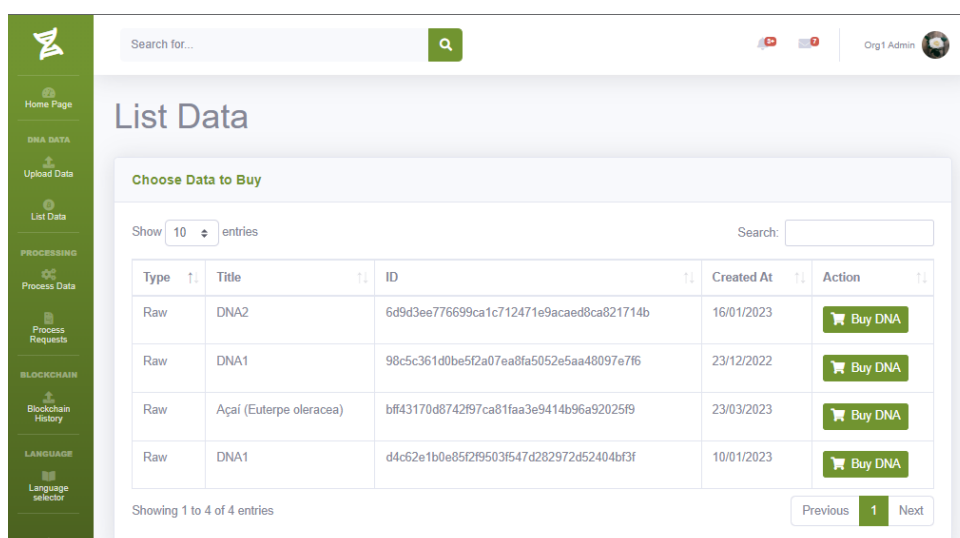 Search for...
9+
7
Org1 Admin
Home Page
DNA DATA
Upload Data
List Data
PROCESSING
Process Data
Process
Requests
BLOCKCHAIN
Blockchain
History
LANGUAGE
Language
selector
List Data
Choose Data to Buy
Show 10 entries
Search:
Type Title ID Created At Action
Raw DNA2 6d9d3ee776699ca1c712471e9acaed8ca821714b 16/01/2023 Buy DNA
Raw DNA1 98c5c361d0be5f2a07ea8fa5052e5aa48097e7f6 23/12/2022 Buy DNA
Raw Açaí (Euterpe oleracea) bff43170d8742f97ca81faa3e9414b96a92025f9 23/03/2023 Buy DNA
Raw DNA1 d4c62e1b0e85f2f9503f547d282972d52404bf3f 10/01/2023 Buy DNA
Showing 1 to 4 of 4 entries
Previous 1 Next